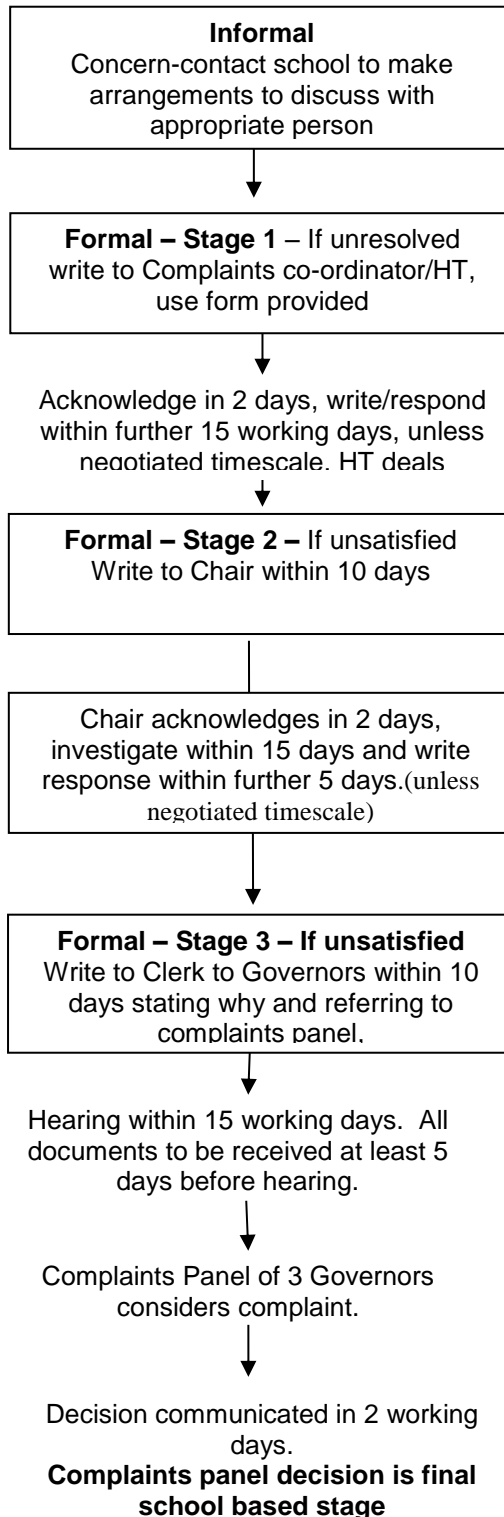 Informal
Concern-contact school to make
arrangements to discuss with
appropriate person
Formal – Stage 1 – If unresolved
write to Complaints co-ordinator/HT,
use form provided
Acknowledge in 2 days, write/respond
within further 15 working days, unless
negotiated timescale. HT deals
Formal – Stage 2 – If unsatisfied
Write to Chair within 10 days
Chair acknowledges in 2 days,
investigate within 15 days and write
response within further 5 days.(unless
negotiated timescale)
Formal – Stage 3 – If unsatisfied
Write to Clerk to Governors within 10
days stating why and referring to
complaints panel,
Hearing within 15 working days. All
documents to be received at least 5
days before hearing.
Complaints Panel of 3 Governors
considers complaint.
Decision communicated in 2 working
days.
Complaints panel decision is final
school based stage